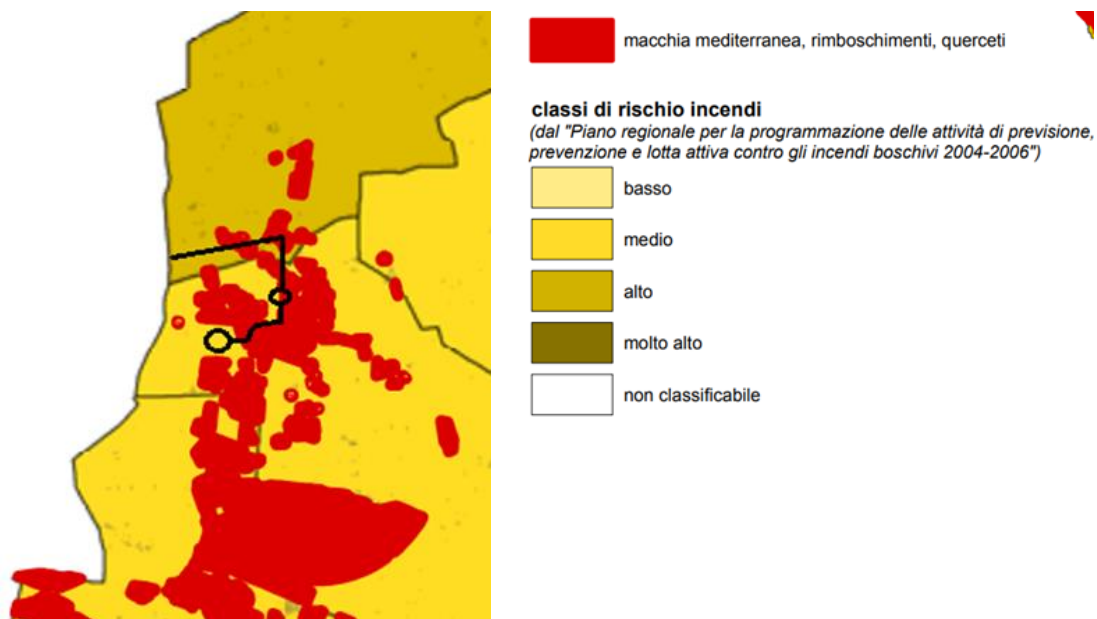 macchia mediterranea, rimboschimenti, querceti
classi di rischio incendi
(dal "Piano regionale per la programmazione delle attività di previsione,
prevenzione e lotta attiva contro gli incendi boschivi 2004-2006")
basso
medio
alto
molto alto
non classificabile